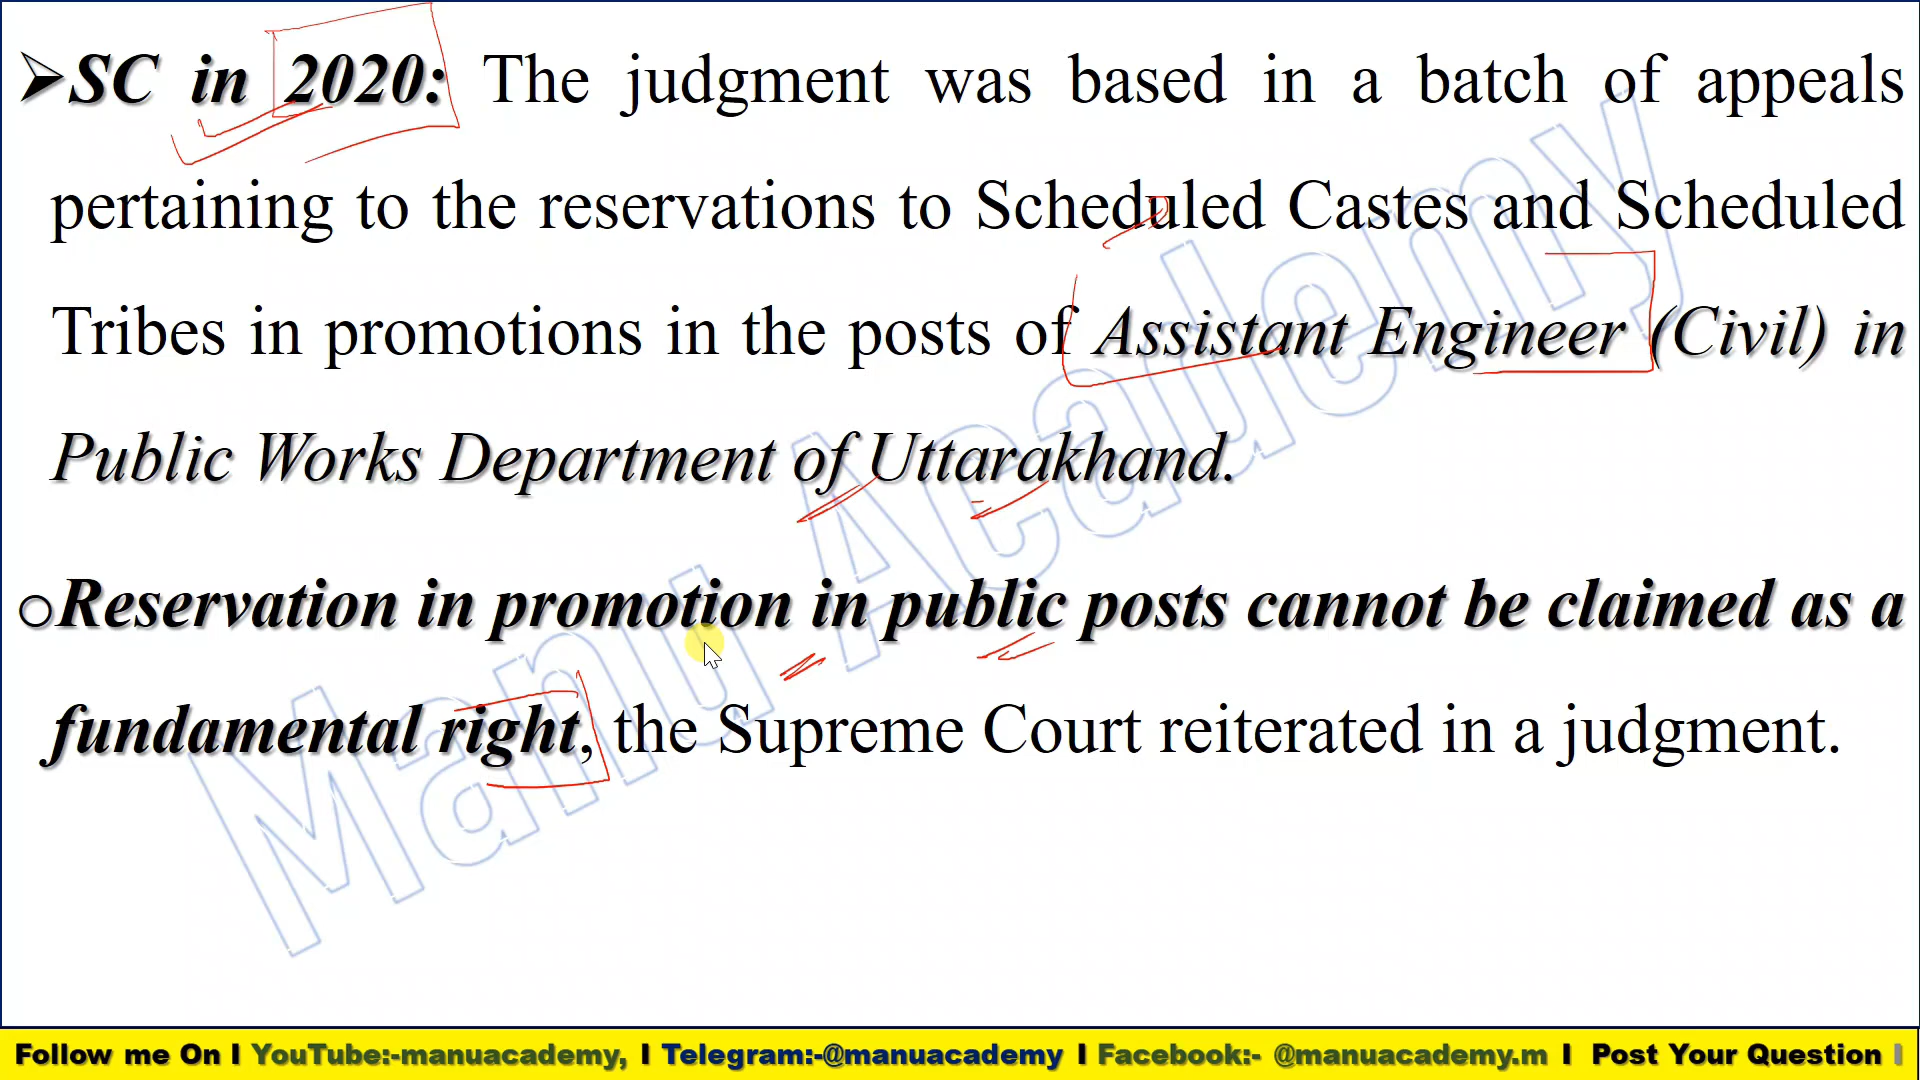 ➢SC in 2020: The judgment was based in a batch of appeals
pertaining to the reservations to Scheduled Castes and Scheduled
Tribes in promotions in the posts of Assistant Engineer (Civil) in
Public Works Department of Uttarakhand.
oReservation in promotion in public posts cannot be claimed as a
fundamental right, the Supreme Court reiterated in a judgment.
Manu Academy
Follow me On I YouTube:-manuacademy, I Telegram:-@manuacademy I Facebook:- @manuacademy.m I Post Your Question I